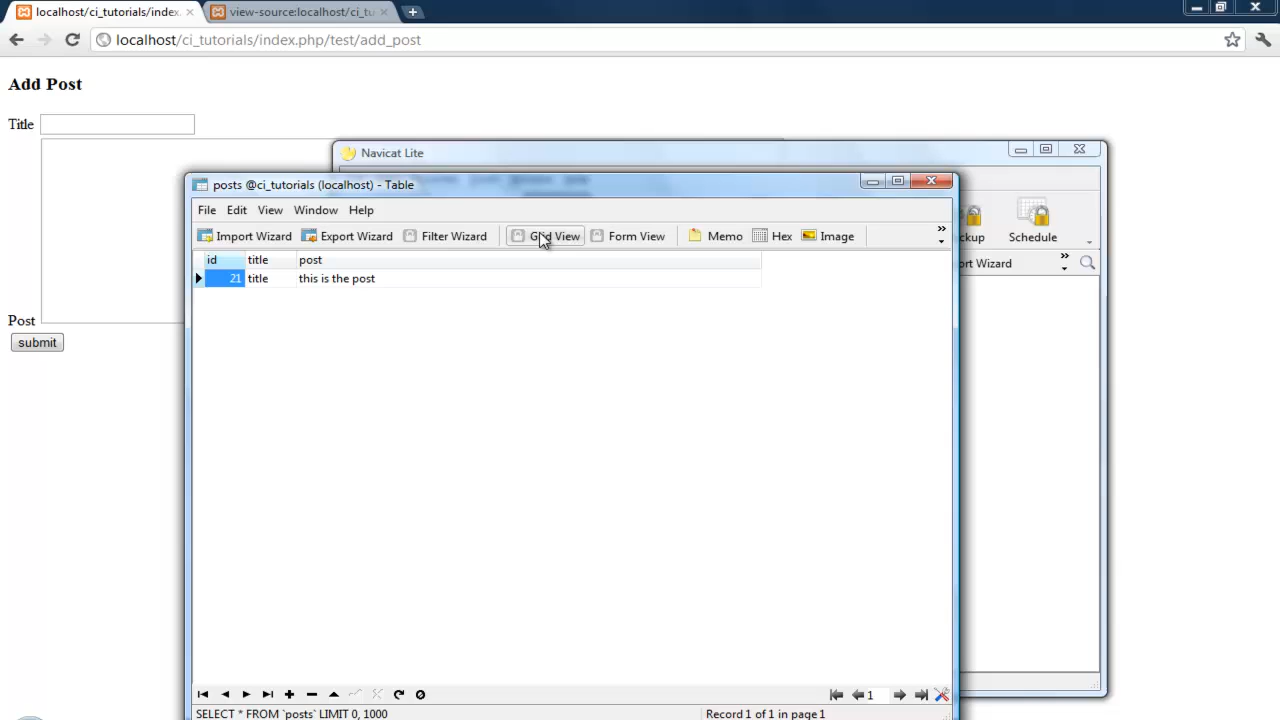 localhost/ci_tutorials/index.
view-source:localhost/ci_tu
localhost/ci_tutorials/index.php/test/add_post
Add Post
Title
Post
submit
Navicat Lite
Schedule
posts @ci_tutorials (localhost) - Table
File Edit View Window Help
Import Wizard Export Wizard Filter Wizard Grid View Form View Memo Hex Image
id title post
21 title this is the post
1
SELECT * FROM `posts` LIMIT 0, 1000
Record 1 of 1 in page 1